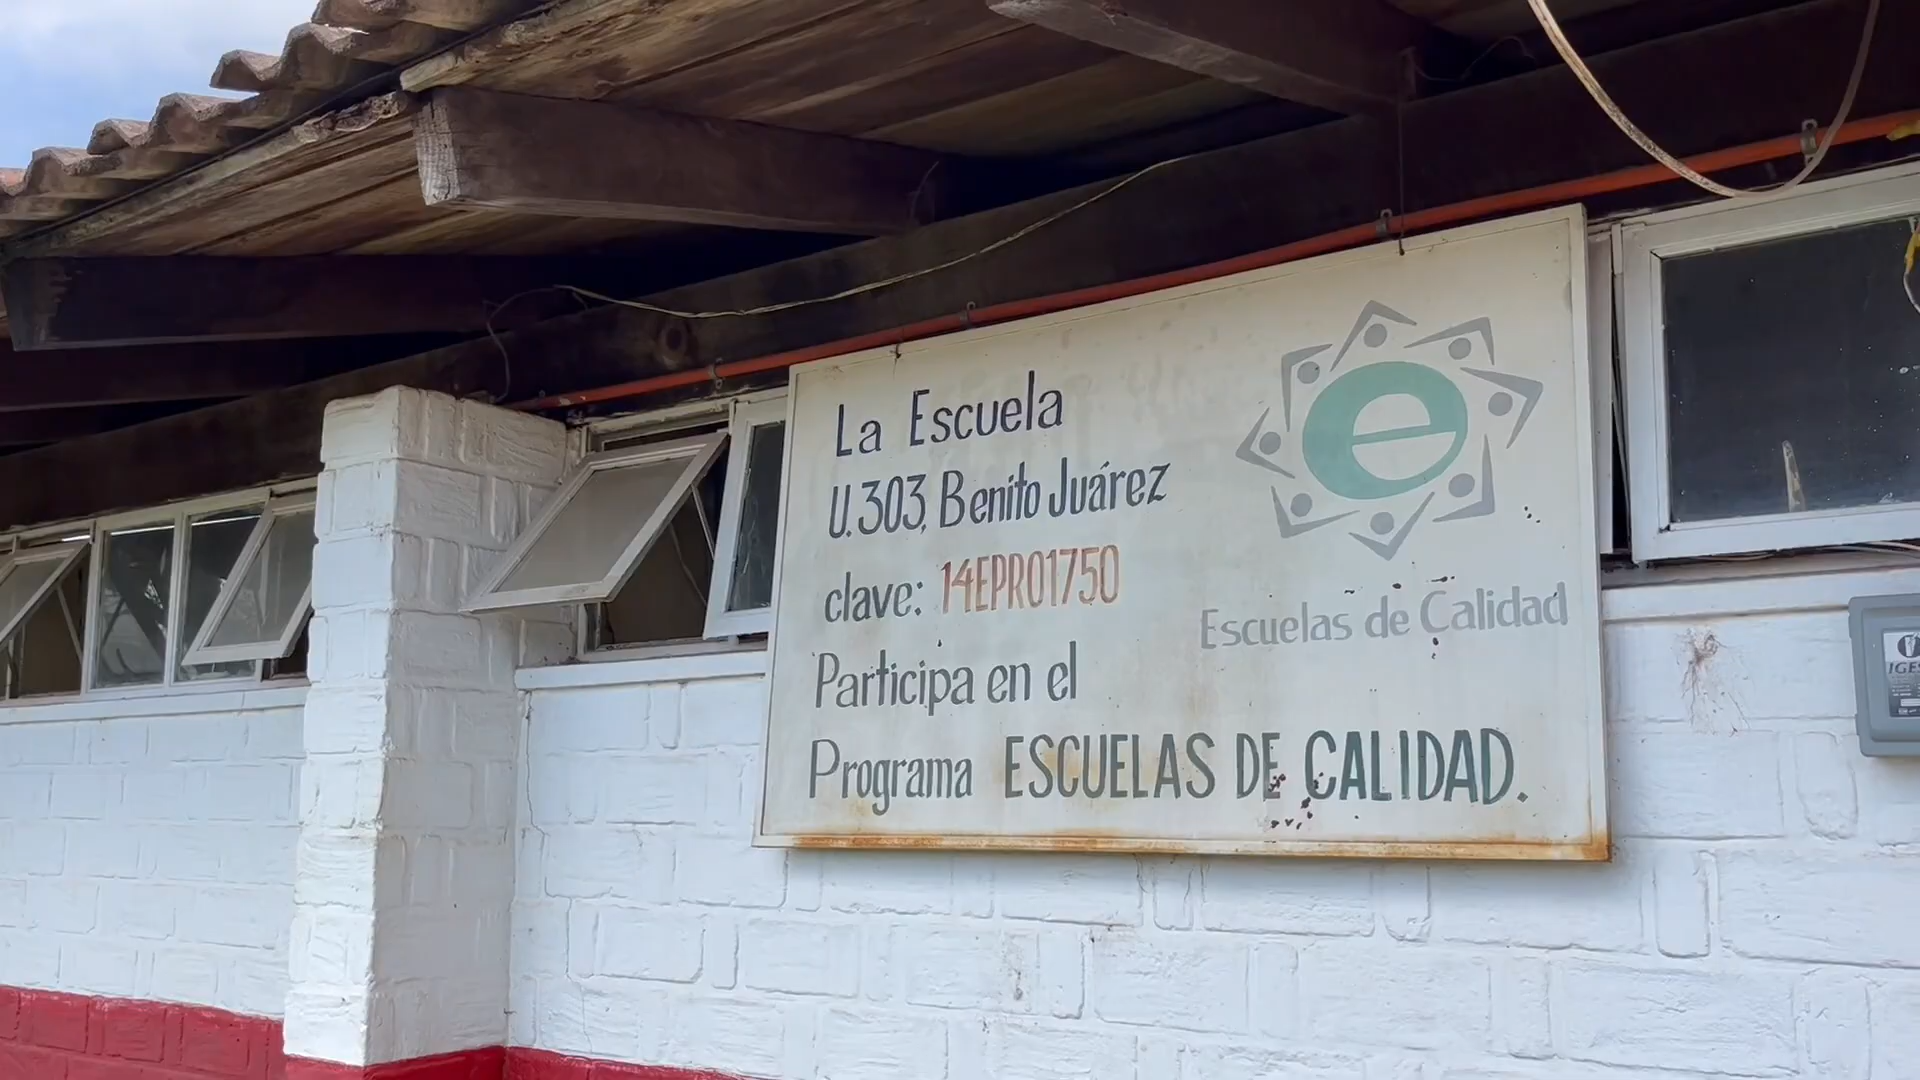 La Escuela
U.303, Benito Juárez
clave: 14EPR01750
Participa en el
Programa ESCUELAS DE CALIDAD.
e
Escuelas de Calidad